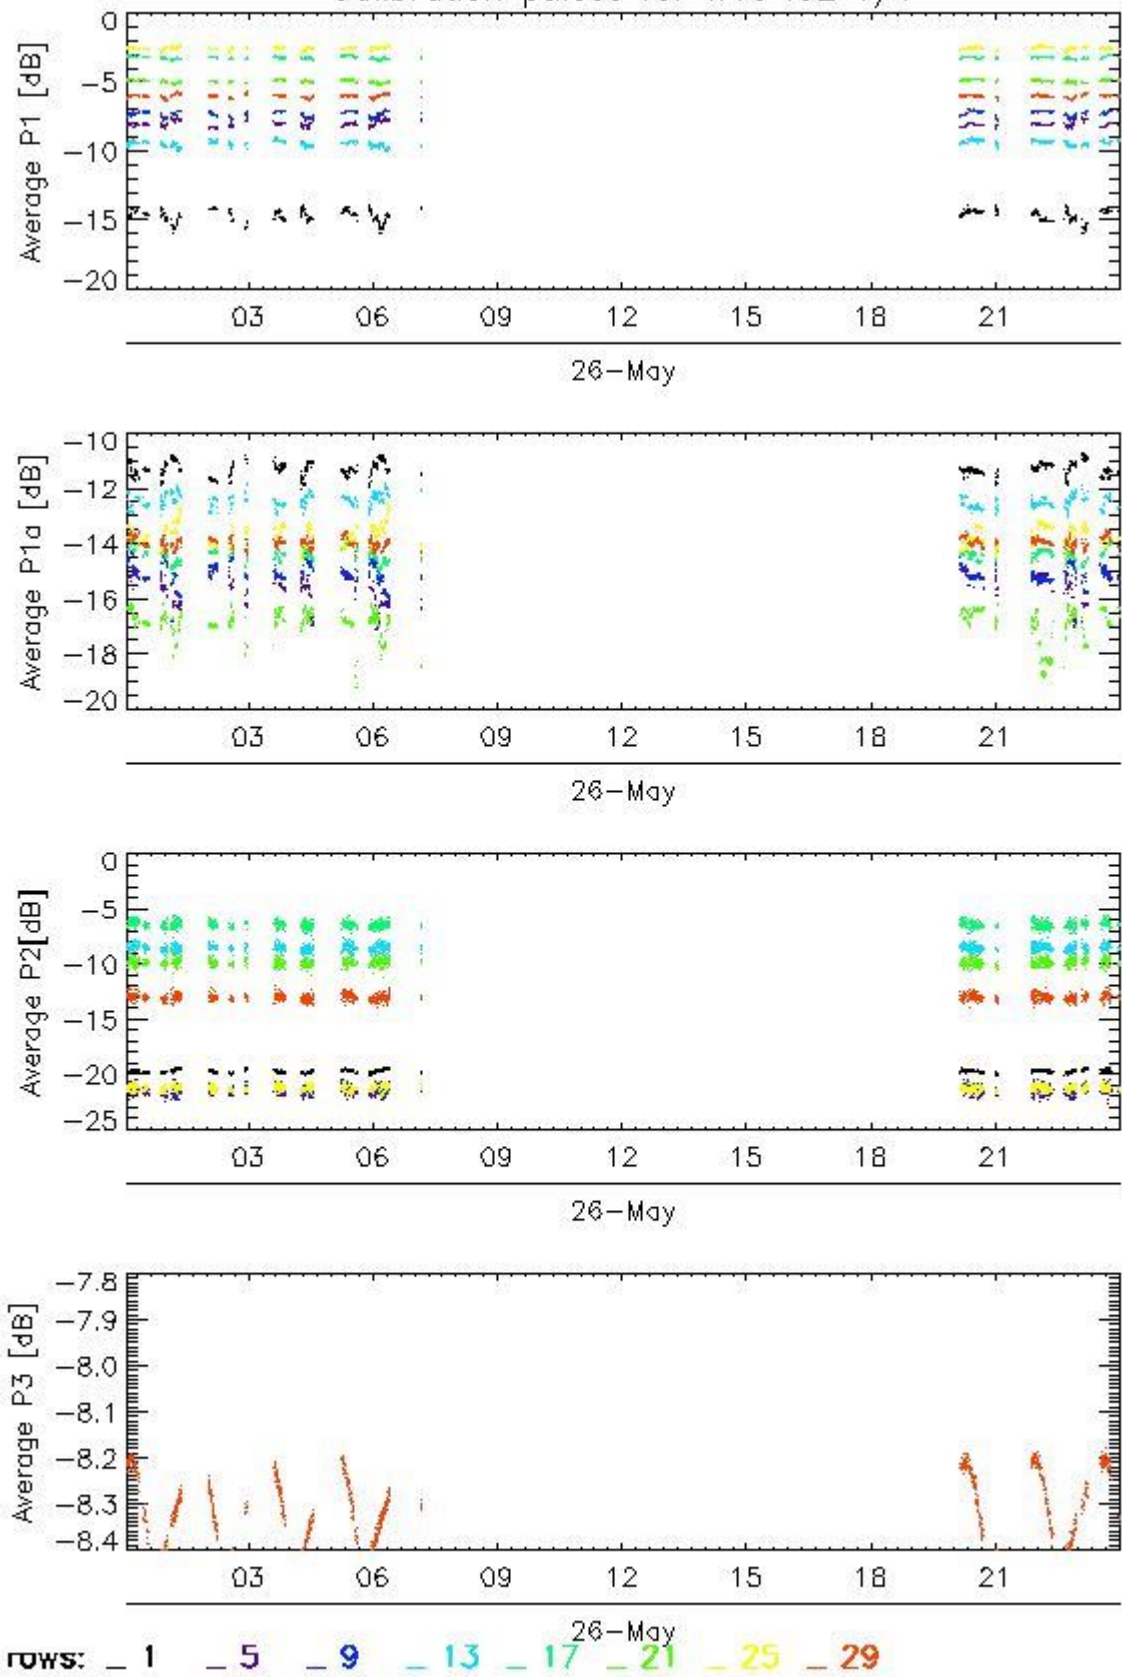 0
-5
-10
-15
-20
Average P1 [dB]
03 06 09 12 15 18 21
26-May
-10
-12
-14
-16
-18
-20
Average P1a [dB]
03 06 09 12 15 18 21
26-May
0
-5
-10
-15
-20
-25
Average P2[dB]
03 06 09 12 15 18 21
26-May
-7.8
-7.9
-8.0
-8.1
-8.2
-8.3
-8.4
Average P3 [dB]
03 06 09 12 15 18 21
26-May
rows: _ 1 _ 5 _ 9 _ 13 _ 17 _ 21 _ 25 _ 29